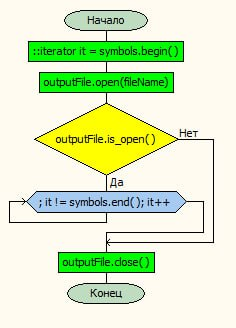 Начало
::iterator it = symbols.begin()
outputFile.open(fileName)
outputFile.is_open()
Нет
Да
; it != symbols.end(); it++
outputFile.close()
Конец